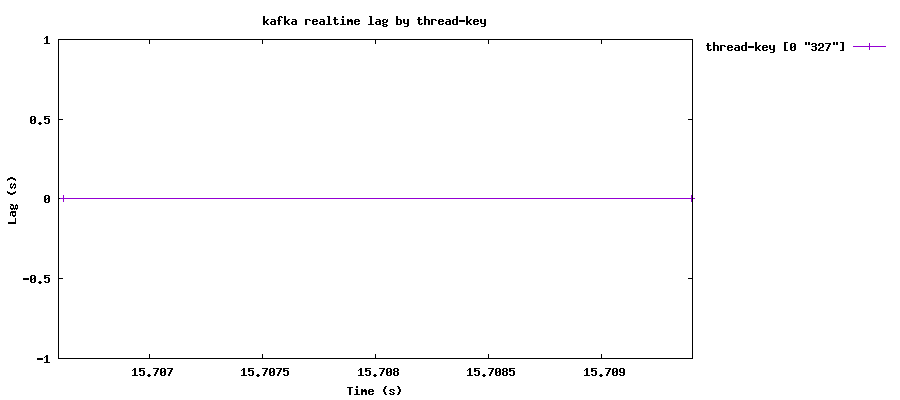 kafka realtime lag by thread-key
thread-key [0 "327"]
1
0.5
0
-0.5
-1
Lag (s)
15.707 15.7075 15.708 15.7085 15.709
Time (s)